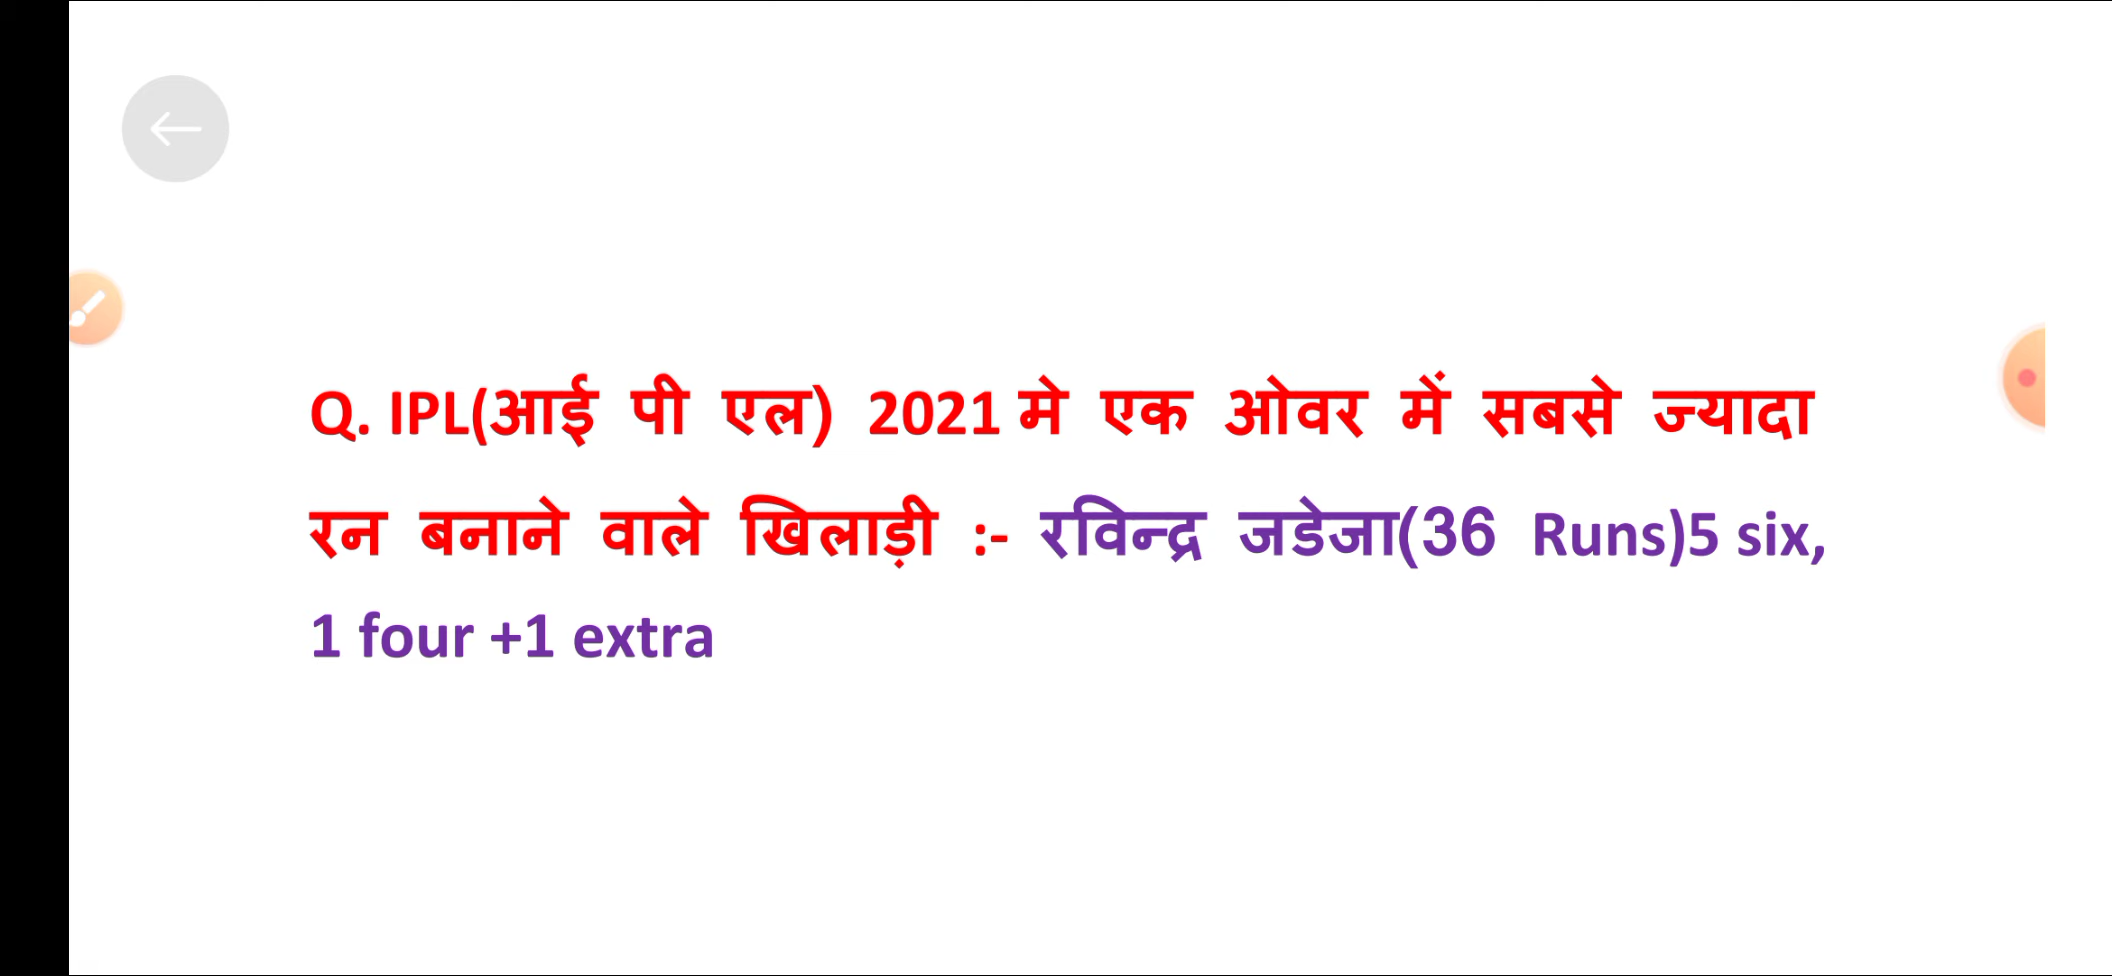 Q. IPL(आई पी एल) 2021 मे एक ओवर में सबसे ज्यादा
रन बनाने वाले खिलाड़ी :- रविन्द्र जडेजा(36 Runs)5 six,
1 four +1 extra